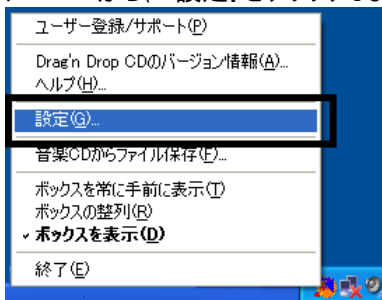 ユーザー登録/サポート(P)
Drag'n Drop CDのバージョン情報(A)...
ヘルプ(H)...
設定(G)...
音楽CDからファイル保存(F)...
ボックスを常に手前に表示(T)
ボックスの整列(R)
ボックスを表示(D)
終了(E)